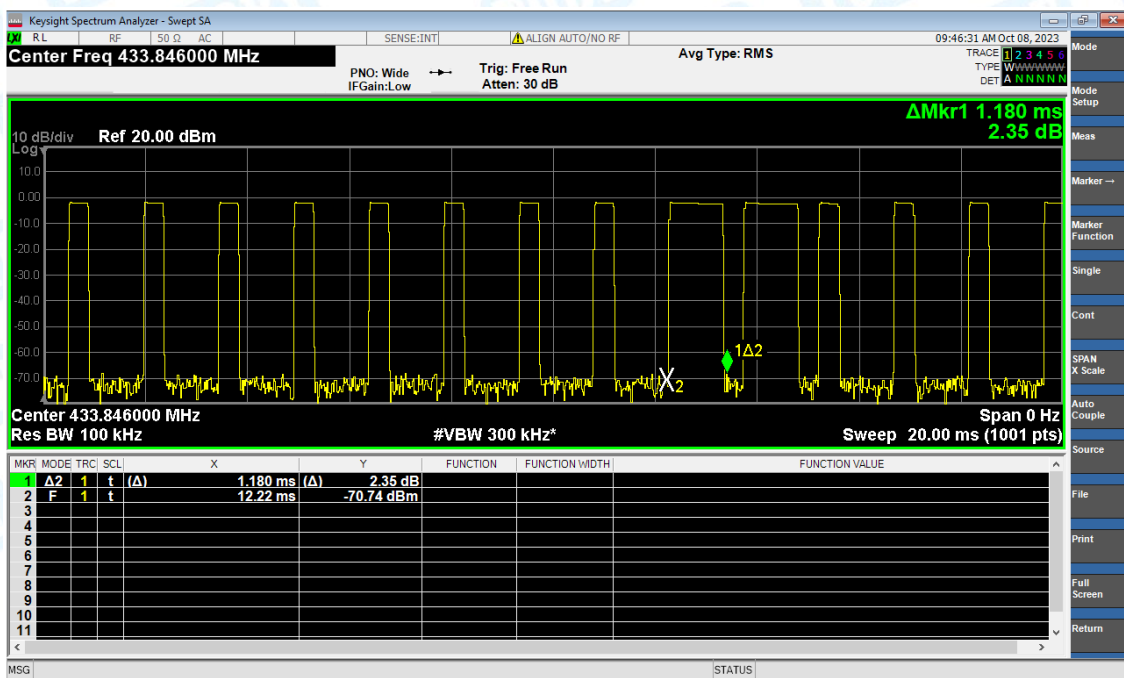 Keysight Spectrum Analyzer - Swept SA
LXI RL RF 50 Ω AC SENSE:INT ALIGN AUTO/NO RF 09:46:31 AM Oct 08, 2023
Center Freq 433.846000 MHz
PNO: Wide
IFGain:Low
Trig: Free Run
Atten: 30 dB
Avg Type: RMS
TRACE 1 2 3 4 5 6
TYPE WWWWWW
DET A N N N N N
ΔMkr1 1.180 ms
2.35 dB
10 dB/div Ref 20.00 dBm
Log
10.0
0.00
-10.0
-20.0
-30.0
-40.0
-50.0
-60.0
-70.0
1Δ2
X2
Center 433.846000 MHz Span 0 Hz
Res BW 100 kHz #VBW 300 kHz* Sweep 20.00 ms (1001 pts)
MKR MODE TRC SCL X Y FUNCTION FUNCTION WIDTH FUNCTION VALUE
1 Δ2 1 t (Δ) 1.180 ms (Δ) 2.35 dB
2 F 1 t 12.22 ms -70.74 dBm
3
4
5
6
7
8
9
10
11
MSG STATUS
Mode
Mode
Setup
Meas
Marker →
Marker
Function
Single
Cont
SPAN
X Scale
Auto
Couple
Source
File
Print
Full
Screen
Return